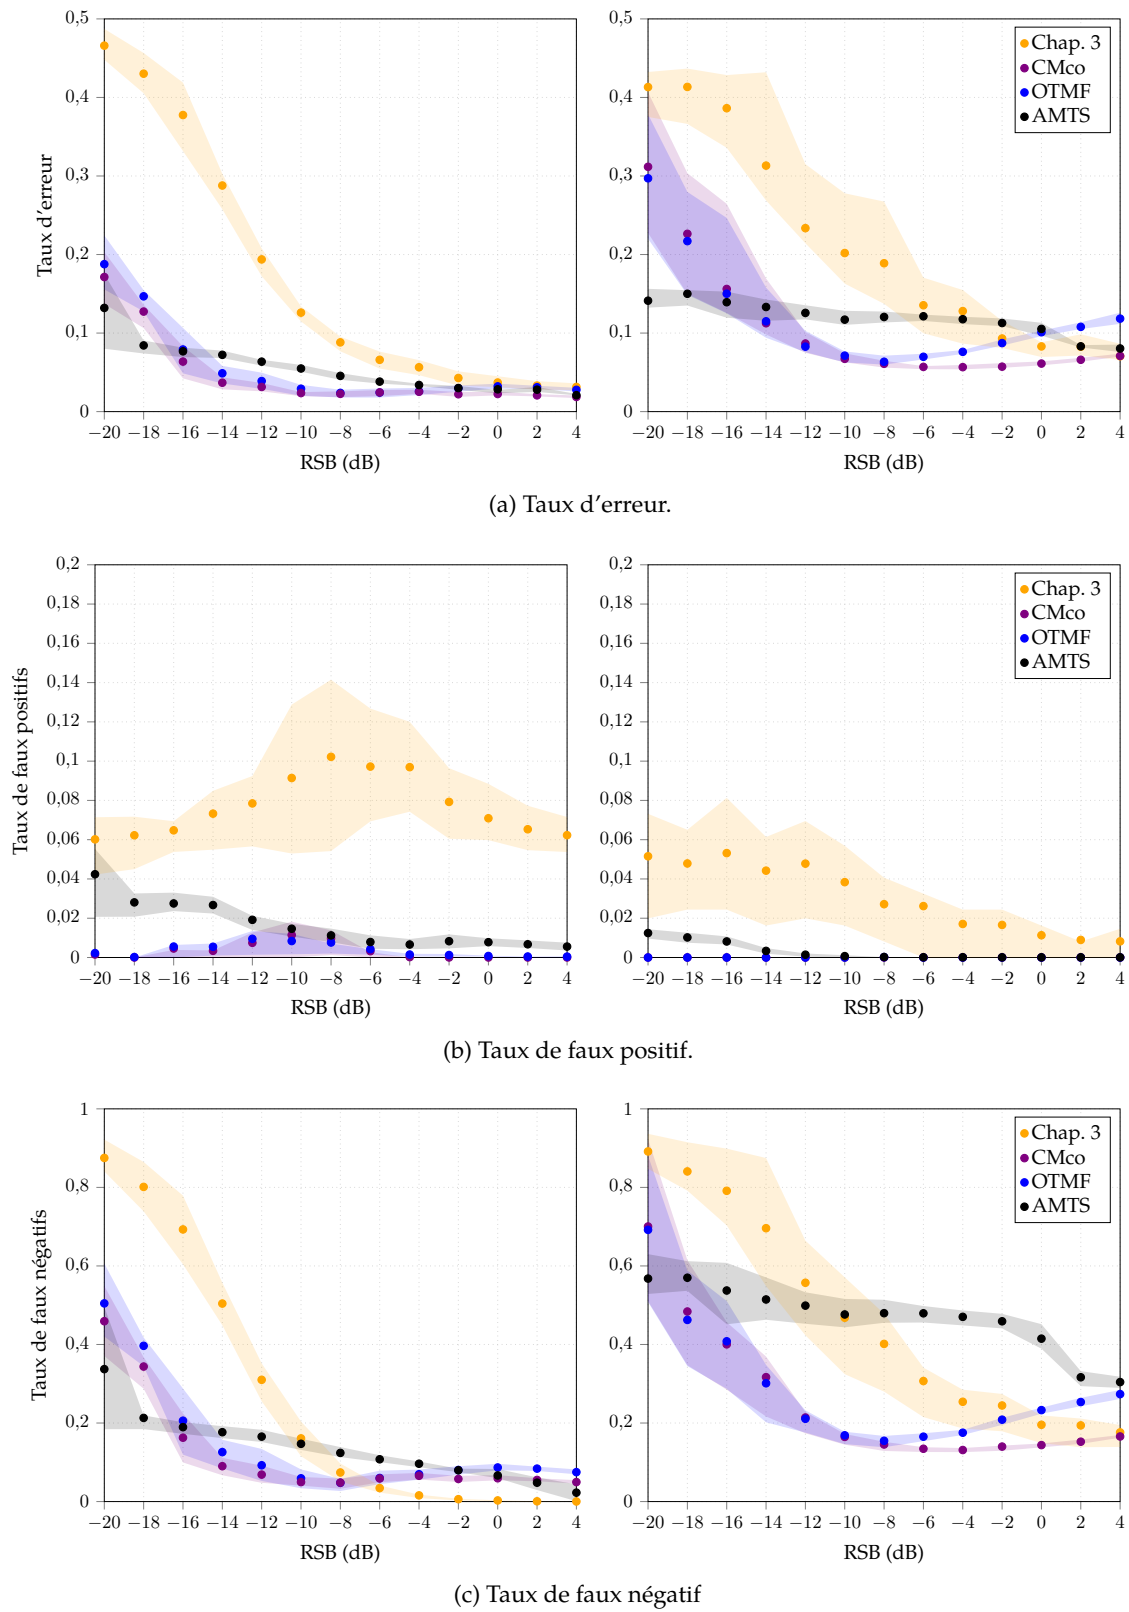 0,5
0,4
0,3
0,2
0,1
0
Taux d'erreur
−20 −18 −16 −14 −12 −10 −8 −6 −4 −2 0 2 4
RSB (dB)
0,5
0,4
0,3
0,2
0,1
0
Chap. 3
CMco
OTMF
AMTS
−20 −18 −16 −14 −12 −10 −8 −6 −4 −2 0 2 4
RSB (dB)
(a) Taux d'erreur.
0,2
0,18
0,16
0,14
0,12
0,1
0,08
0,06
0,04
0,02
0
Taux de faux positifs
−20 −18 −16 −14 −12 −10 −8 −6 −4 −2 0 2 4
RSB (dB)
0,2
0,18
0,16
0,14
0,12
0,1
0,08
0,06
0,04
0,02
0
Chap. 3
CMco
OTMF
AMTS
−20 −18 −16 −14 −12 −10 −8 −6 −4 −2 0 2 4
RSB (dB)
(b) Taux de faux positif.
1
0,8
0,6
0,4
0,2
0
Taux de faux négatifs
−20 −18 −16 −14 −12 −10 −8 −6 −4 −2 0 2 4
RSB (dB)
1
0,8
0,6
0,4
0,2
0
Chap. 3
CMco
OTMF
AMTS
−20 −18 −16 −14 −12 −10 −8 −6 −4 −2 0 2 4
RSB (dB)
(c) Taux de faux négatif